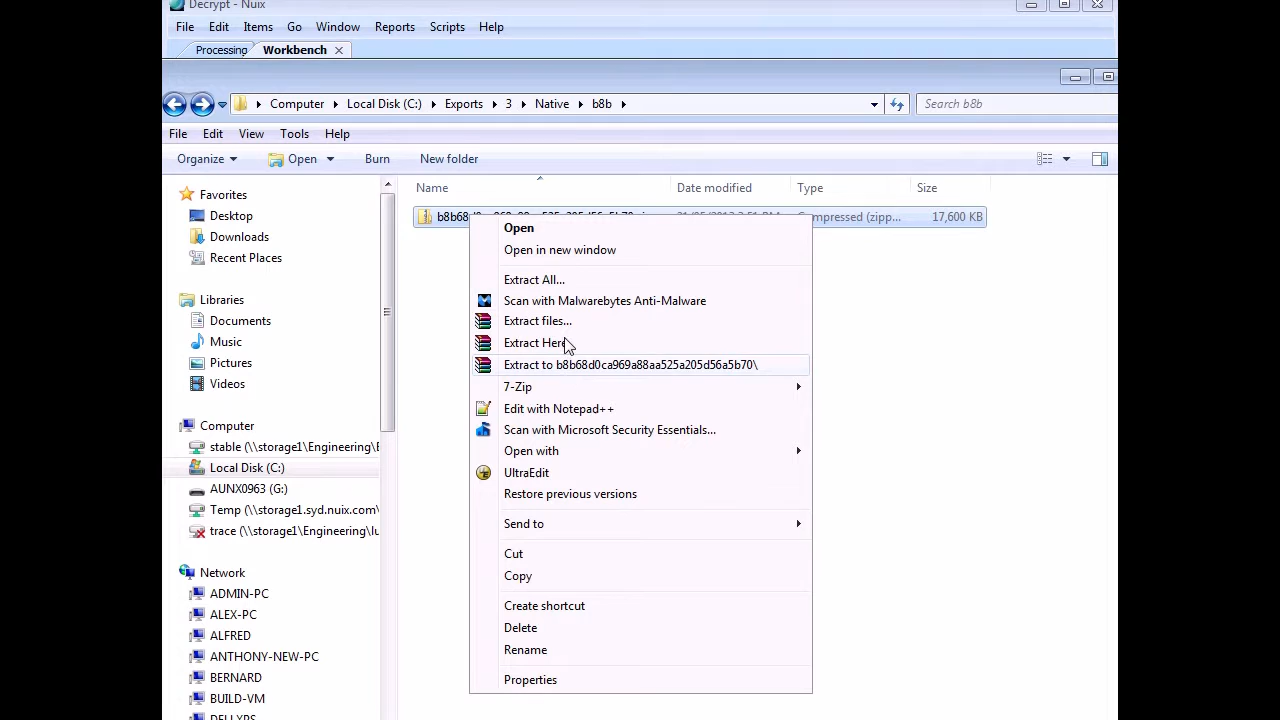 Decrypt - Nuix
File Edit Items Go Window Reports Scripts Help
Processing Workbench
Computer Local Disk (C:) Exports 3 Native b8b Search b8b
File Edit View Tools Help
Organize Open Burn New folder
Name Date modified Type Size
Compressed (zipp... 17,600 KB
Favorites
Desktop
Downloads
Recent Places
Libraries
Documents
Music
Pictures
Videos
Computer
stable (\\storage1\Engineering\E
Local Disk (C:)
AUNX0963 (G:)
Temp (\\storage1.syd.nuix.com\
trace (\\storage1\Engineering\lu
Network
ADMIN-PC
ALEX-PC
ALFRED
ANTHONY-NEW-PC
BERNARD
BUILD-VM
Open
Open in new window
Extract All...
Scan with Malwarebytes Anti-Malware
Extract files...
Extract Here
Extract to b8b68d0ca969a88aa525a205d56a5b70\
7-Zip
Edit with Notepad++
Scan with Microsoft Security Essentials...
Open with
UltraEdit
Restore previous versions
Send to
Cut
Copy
Create shortcut
Delete
Rename
Properties